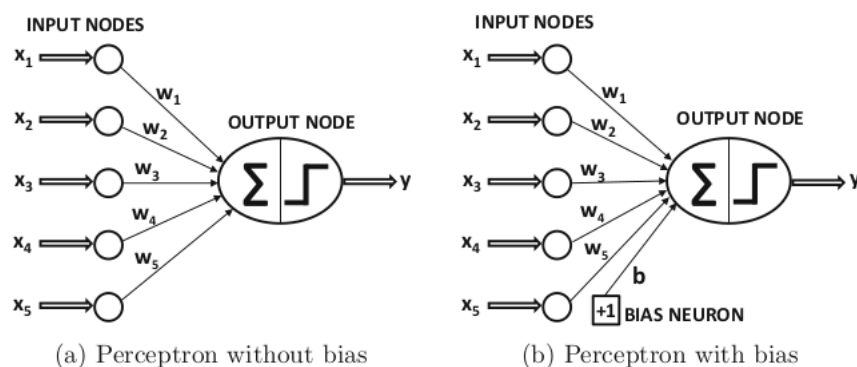 INPUT NODES
x1
w1
x2
w2
OUTPUT NODE
x3
w3
∑
y
x4
w4
w5
x5
(a) Perceptron without bias
INPUT NODES
x1
w1
x2
w2
OUTPUT NODE
x3
w3
∑
y
x4
w4
w5
b
x5
+1 BIAS NEURON
(b) Perceptron with bias